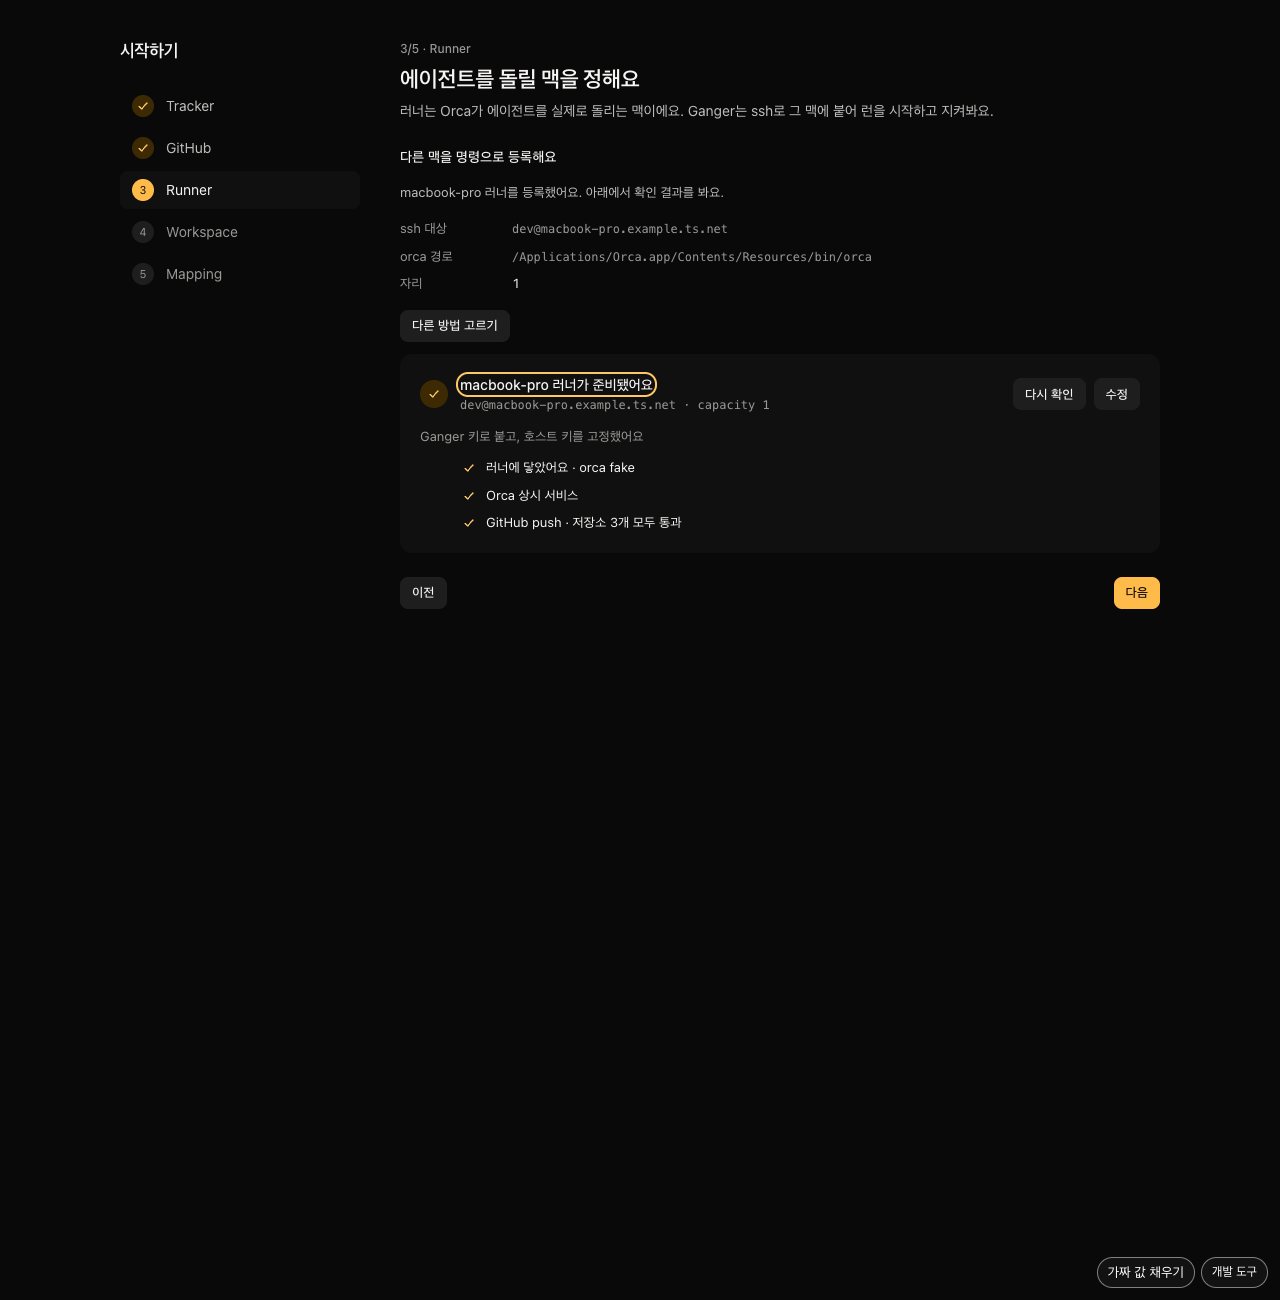 시작하기
Tracker
GitHub
3 Runner
4 Workspace
5 Mapping
3/5 · Runner
에이전트를 돌릴 맥을 정해요
러너는 Orca가 에이전트를 실제로 돌리는 맥이에요. Ganger는 ssh로 그 맥에 붙어 런을 시작하고 지켜봐요.
다른 맥을 명령으로 등록해요
macbook-pro 러너를 등록했어요. 아래에서 확인 결과를 봐요.
ssh 대상 dev@macbook-pro.example.ts.net
orca 경로 /Applications/Orca.app/Contents/Resources/bin/orca
자리 1
다른 방법 고르기
macbook-pro 러너가 준비됐어요
dev@macbook-pro.example.ts.net · capacity 1
다시 확인 수정
Ganger 키로 붙고, 호스트 키를 고정했어요
러너에 닿았어요 · orca fake
Orca 상시 서비스
GitHub push · 저장소 3개 모두 통과
이전 다음
가짜 값 채우기 개발 도구